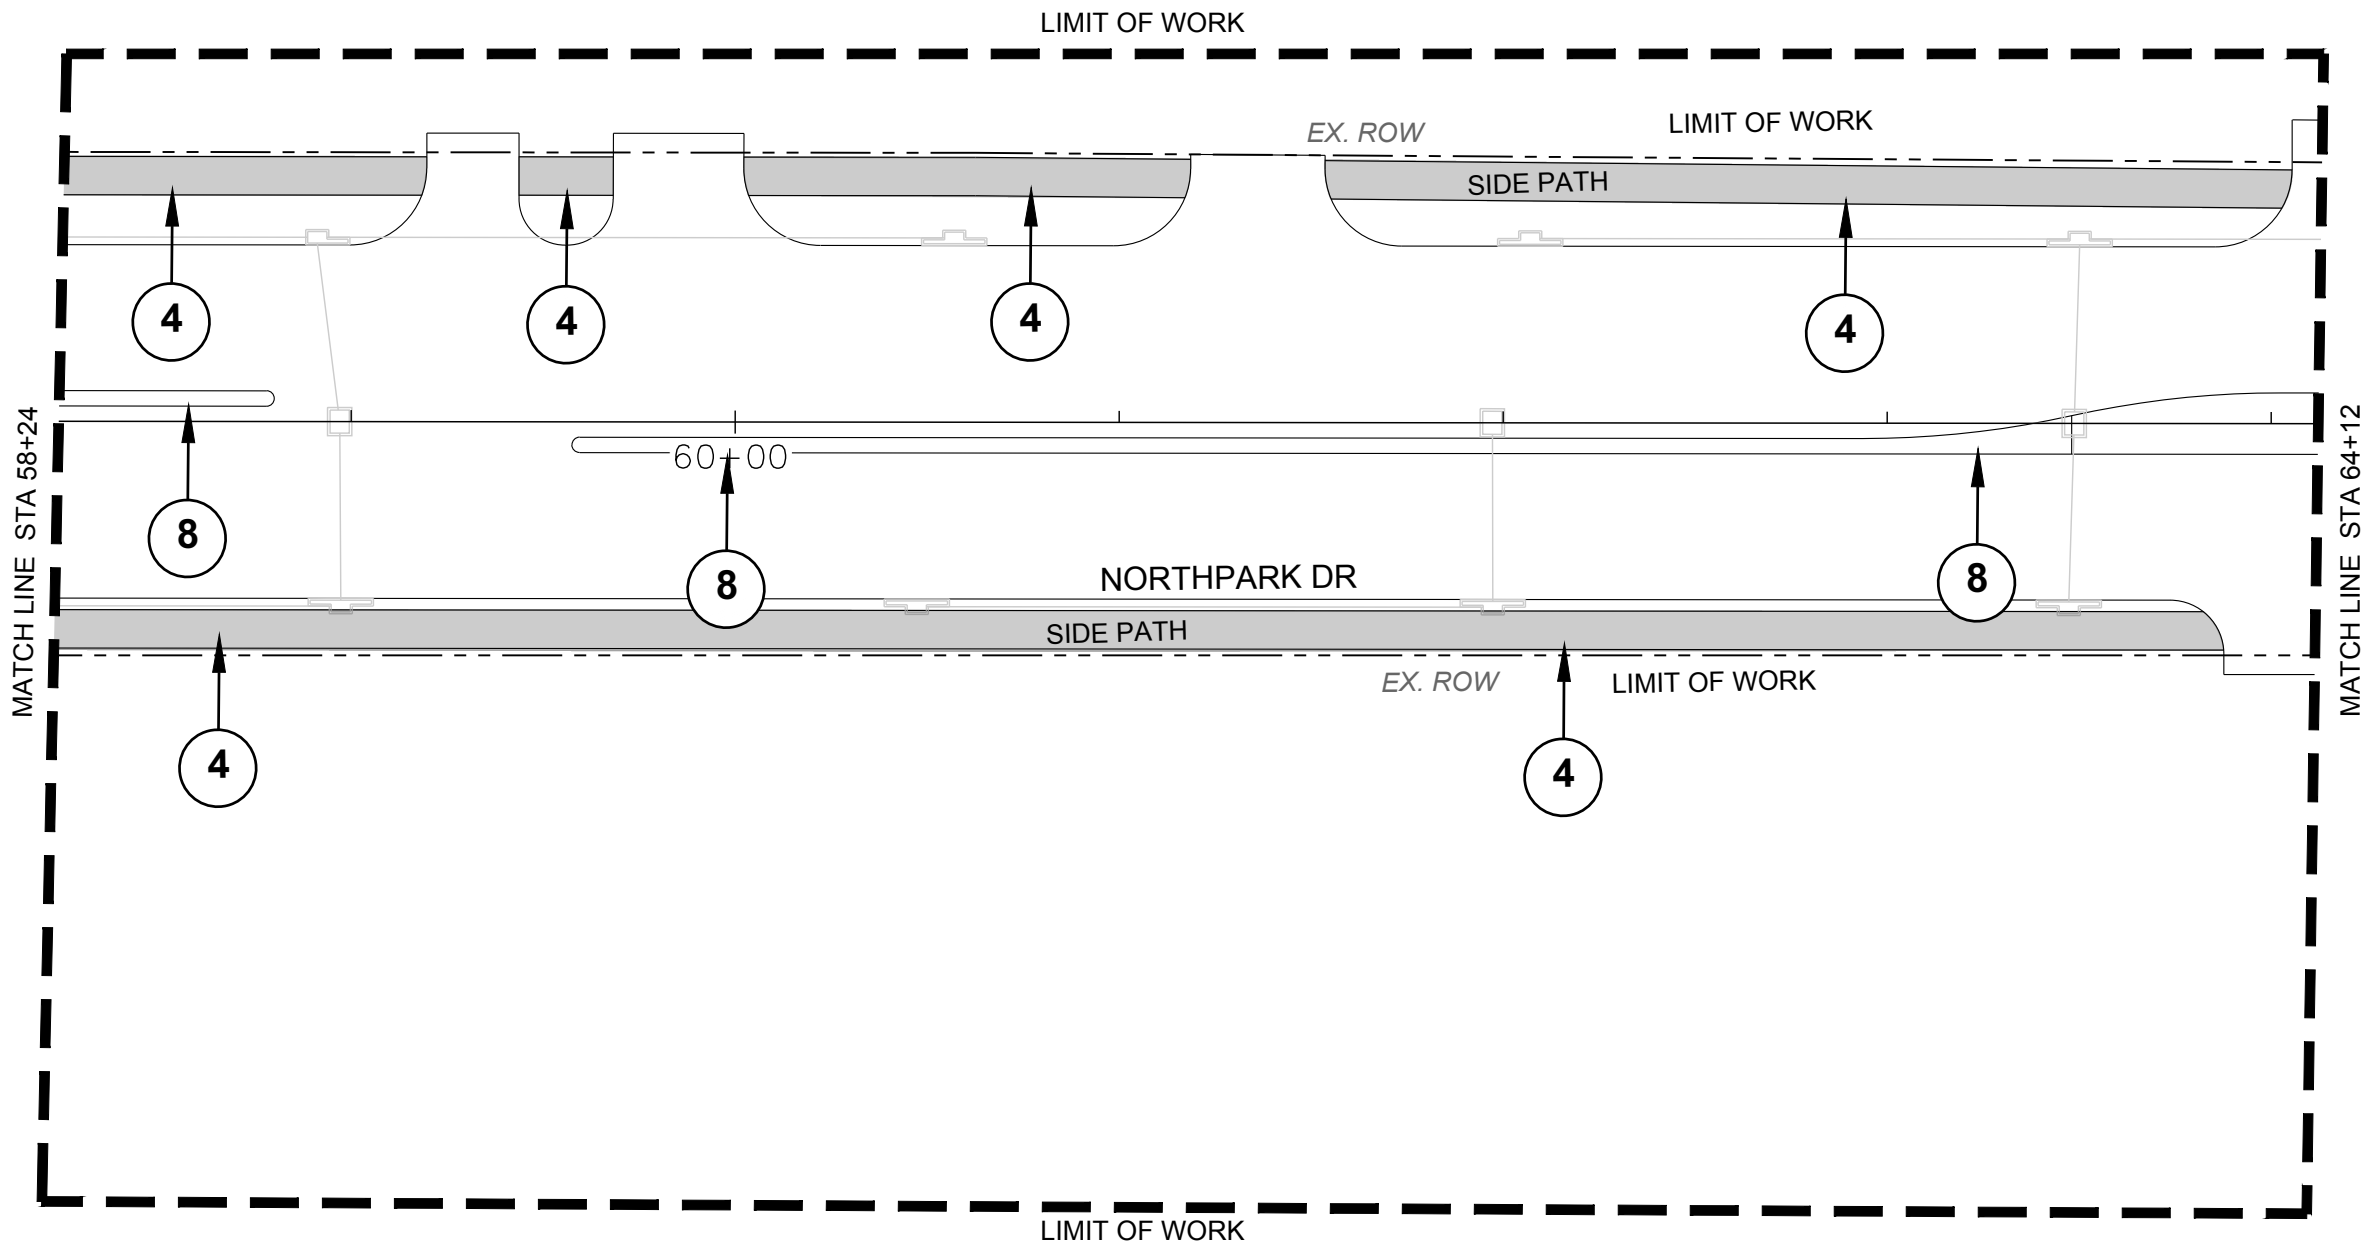 LIMIT OF WORK
EX. ROW
LIMIT OF WORK
SIDE PATH
4
4
4
4
MATCH LINE STA 58+24
MATCH LINE STA 64+12
60+00
8
8
8
NORTHPARK DR
SIDE PATH
EX. ROW
LIMIT OF WORK
4
4
LIMIT OF WORK